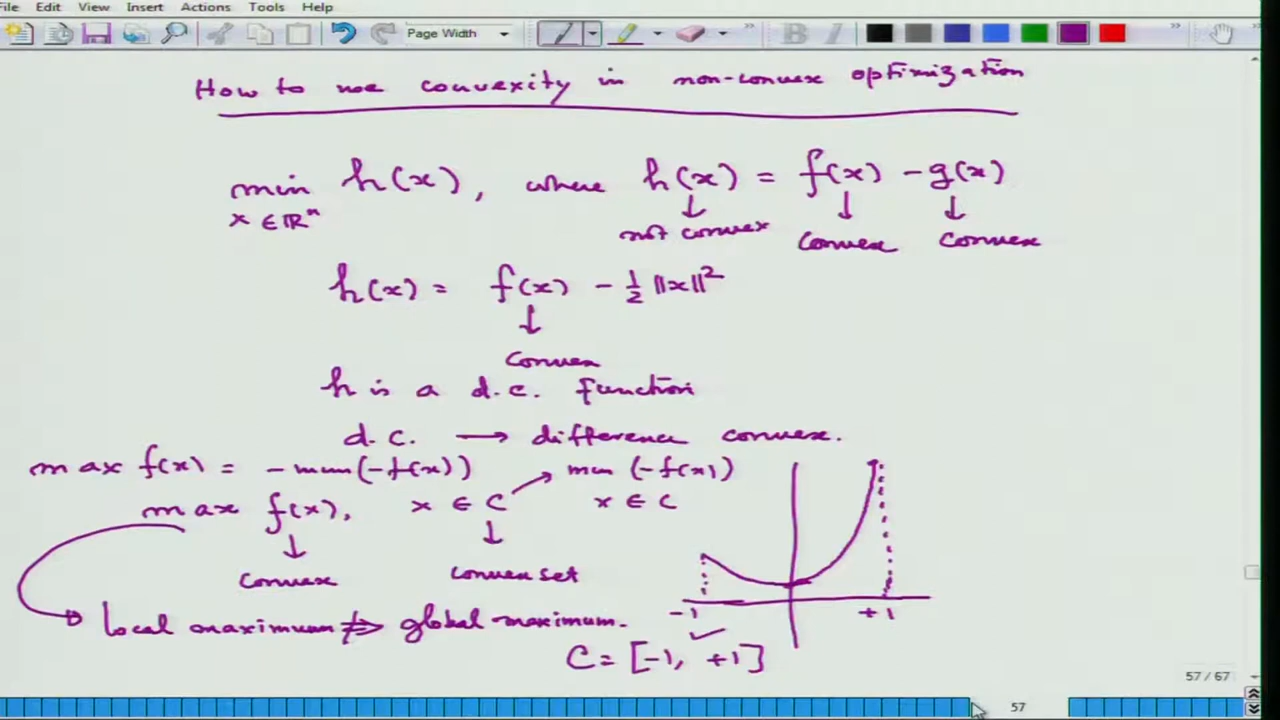 File Edit View Insert Actions Tools Help
Page Width
How to use convexity in non-convex optimization
min h(x), where h(x) = f(x) - g(x)
x ∈ ℝⁿ
not convex convex convex
h(x) = f(x) - 1/2 ||x||²
convex
h is a d.c. function
d.c. → difference convex.
max f(x) = -min(-f(x)) min (-f(x))
max f(x), x ∈ C x ∈ C
convex convex set
-1 +1
local maximum ⇏ global maximum.
C = [-1, +1]
57 / 67
57